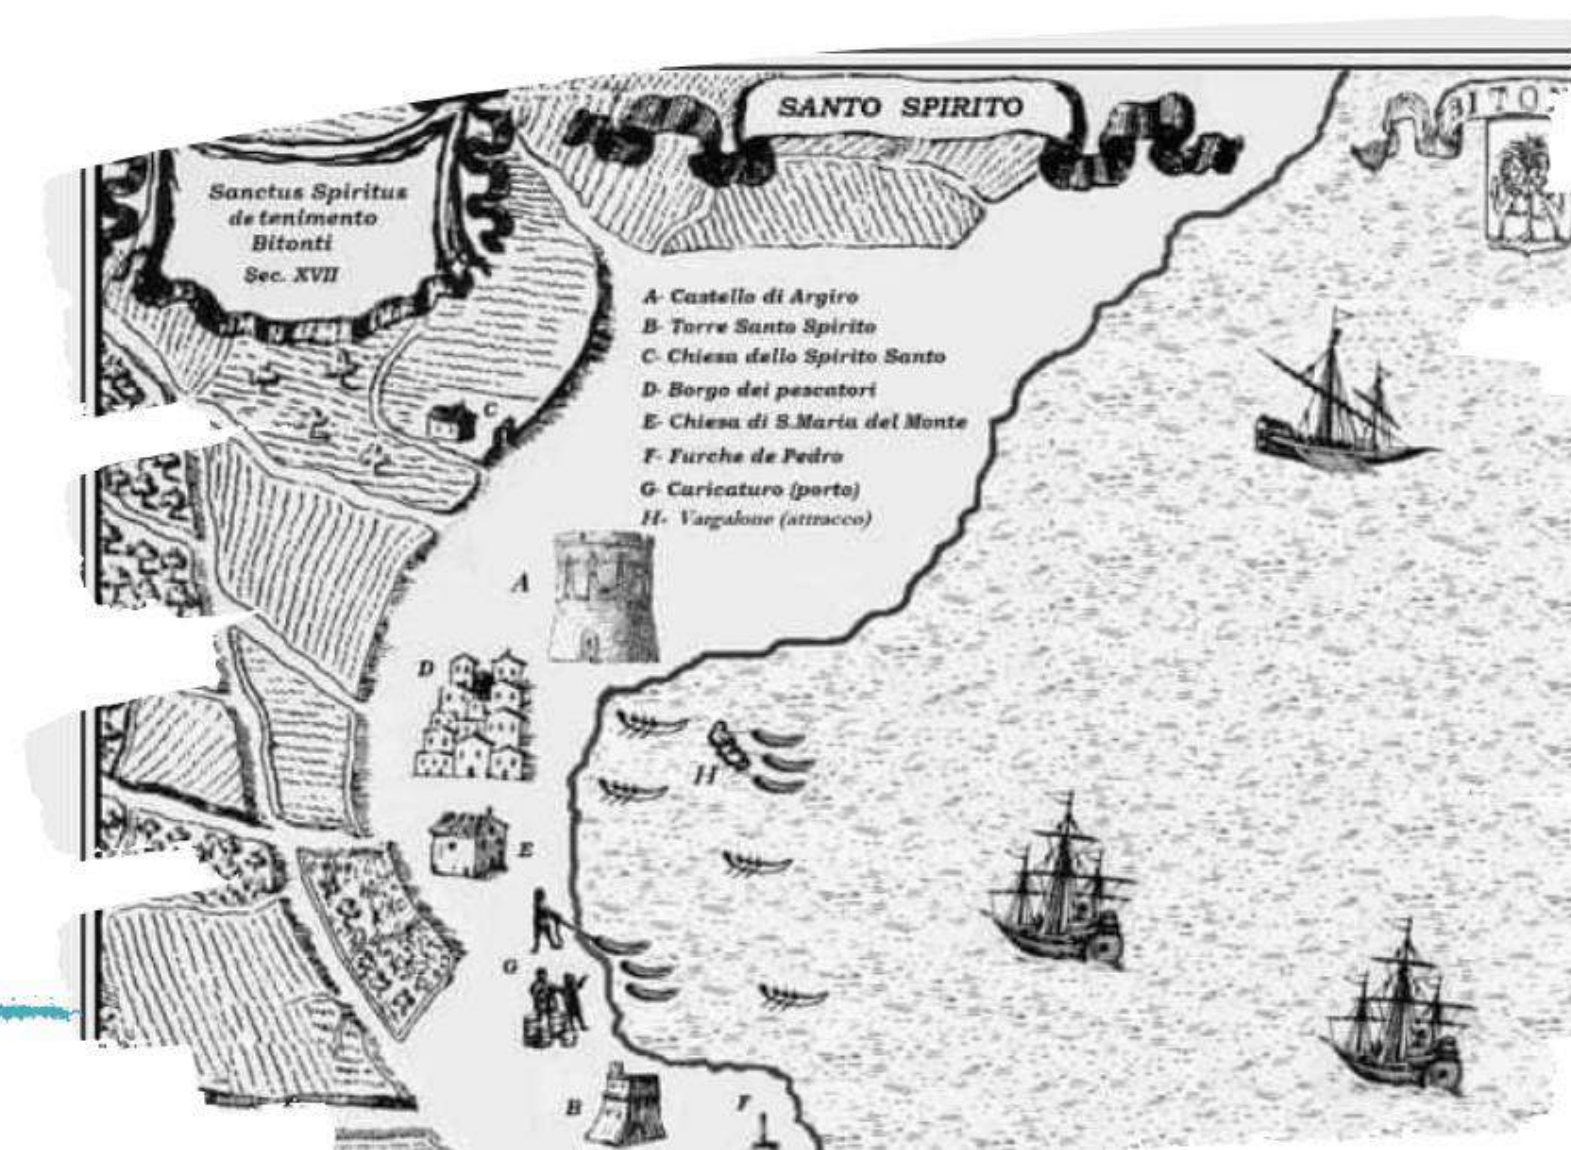 SANTO SPIRITO
BITON
Sanctus Spiritus
de tenimento
Bitonti
Sec. XVII
A- Castello di Argiro
B- Torre Santo Spirito
C- Chiesa dello Spirito Santo
D- Borgo dei pescatori
E- Chiesa di S.Maria del Monte
F- Furche de Pedro
G- Caricaturo (porto)
H- Vargalone (attracco)
C
A
D
H
E
G
B
F